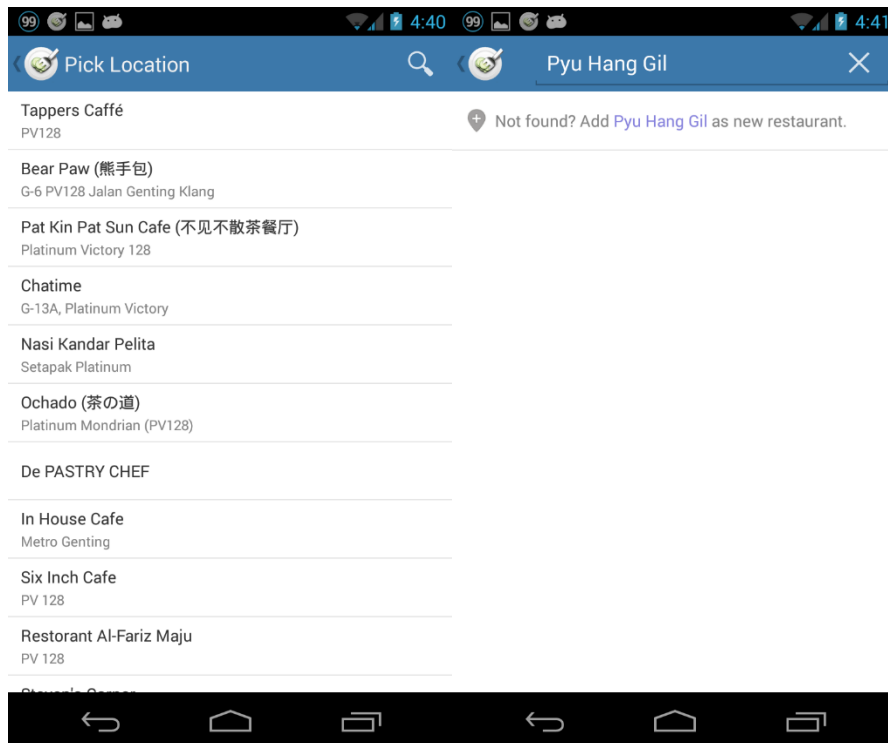 99
4:40
Pick Location
Tappers Caffé
PV128
Bear Paw (熊手包)
G-6 PV128 Jalan Genting Klang
Pat Kin Pat Sun Cafe (不见不散茶餐厅)
Platinum Victory 128
Chatime
G-13A, Platinum Victory
Nasi Kandar Pelita
Setapak Platinum
Ochado (茶の道)
Platinum Mondrian (PV128)
De PASTRY CHEF
In House Cafe
Metro Genting
Six Inch Cafe
PV 128
Restorant Al-Fariz Maju
PV 128
99
4:41
Pyu Hang Gil
Not found? Add Pyu Hang Gil as new restaurant.